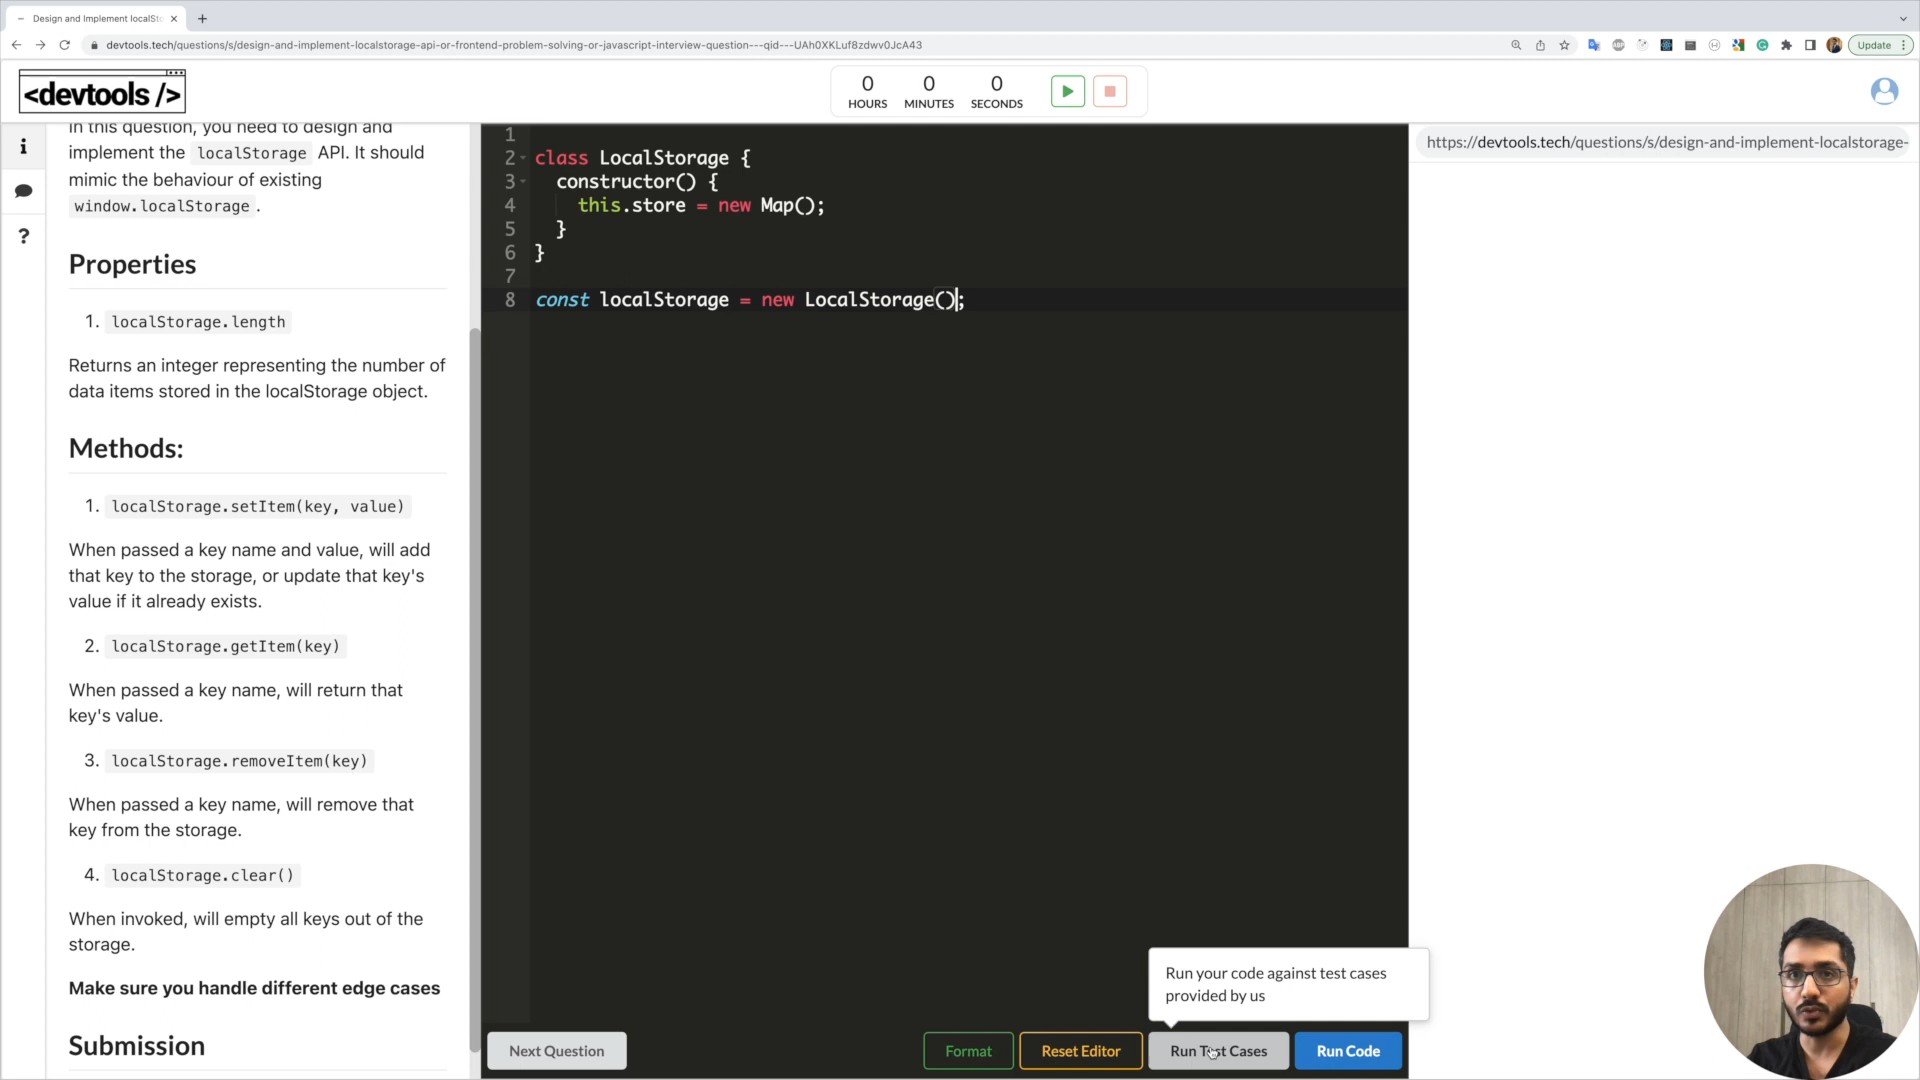 Design and Implement localSto
devtools.tech/questions/s/design-and-implement-localstorage-api-or-frontend-problem-solving-or-javascript-interview-question---qid---UAh0XKLuf8zdwv0JcA43
Update
<devtools />
0 0 0
HOURS MINUTES SECONDS
In this question, you need to design and
implement the localStorage API. It should
mimic the behaviour of existing
window.localStorage .
Properties
1. localStorage.length
Returns an integer representing the number of
data items stored in the localStorage object.
Methods:
1. localStorage.setItem(key, value)
When passed a key name and value, will add
that key to the storage, or update that key's
value if it already exists.
2. localStorage.getItem(key)
When passed a key name, will return that
key's value.
3. localStorage.removeItem(key)
When passed a key name, will remove that
key from the storage.
4. localStorage.clear()
When invoked, will empty all keys out of the
storage.
Make sure you handle different edge cases
Submission
1
2 class LocalStorage {
3 constructor() {
4 this.store = new Map();
5 }
6 }
7
8 const localStorage = new LocalStorage();
https://devtools.tech/questions/s/design-and-implement-localstorage-
Run your code against test cases
provided by us
Next Question
Format
Reset Editor
Run Test Cases
Run Code